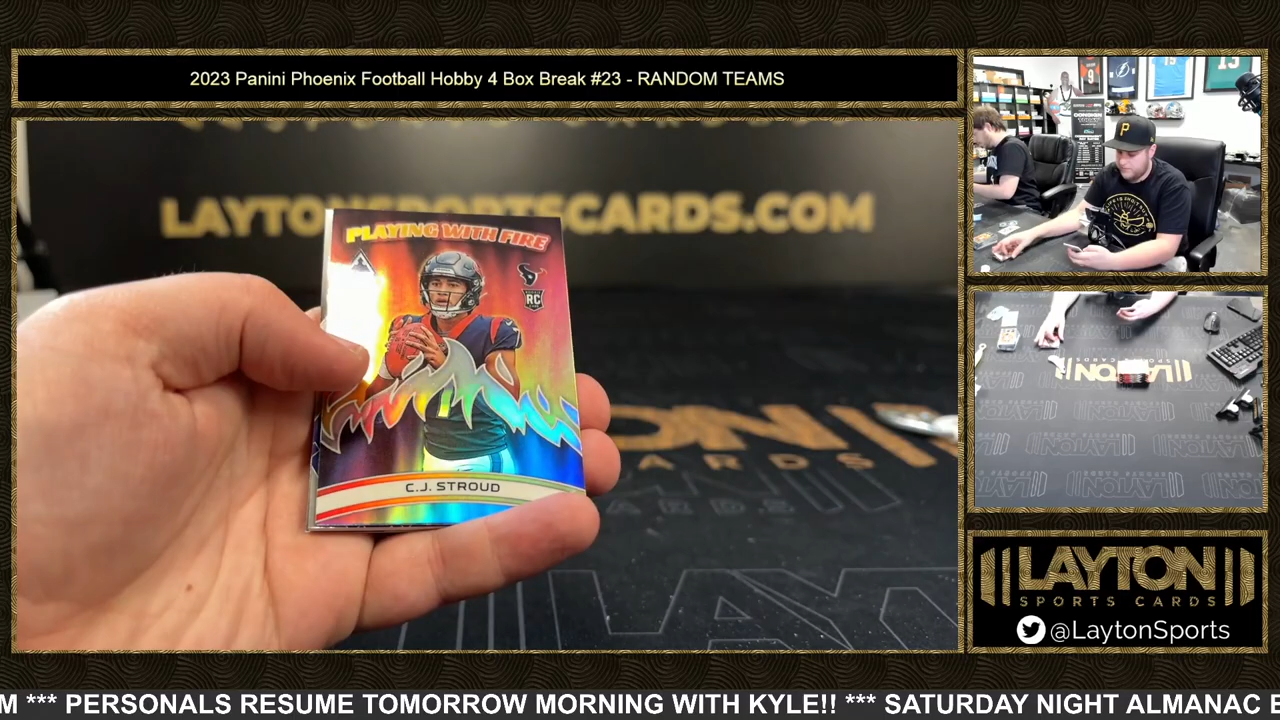 2023 Panini Phoenix Football Hobby 4 Box Break #23 - RANDOM TEAMS
LAYTONSPORTSCARDS.COM
PLAYING WITH FIRE
RC
C.J. STROUD
P
LAYTON
LAYTON
SPORTS CARDS
@LaytonSports
M *** PERSONALS RESUME TOMORROW MORNING WITH KYLE!! *** SATURDAY NIGHT ALMANAC